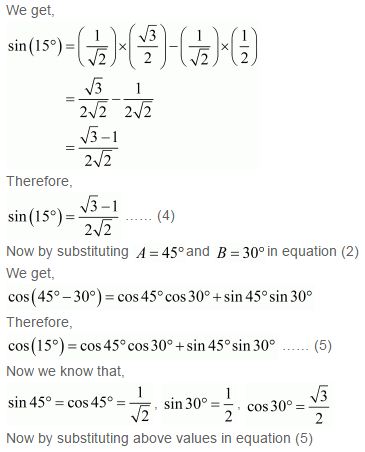 We get,
sin(15°) = (1/√2) × (√3/2) − (1/√2) × (1/2)
= √3/2√2 − 1/2√2
= (√3 − 1)/2√2
Therefore,
sin(15°) = (√3 − 1)/2√2 ...... (4)
Now by substituting A = 45° and B = 30° in equation (2)
We get,
cos(45° − 30°) = cos 45° cos 30° + sin 45° sin 30°
Therefore,
cos(15°) = cos 45° cos 30° + sin 45° sin 30° ...... (5)
Now we know that,
sin 45° = cos 45° = 1/√2, sin 30° = 1/2, cos 30° = √3/2
Now by substituting above values in equation (5)